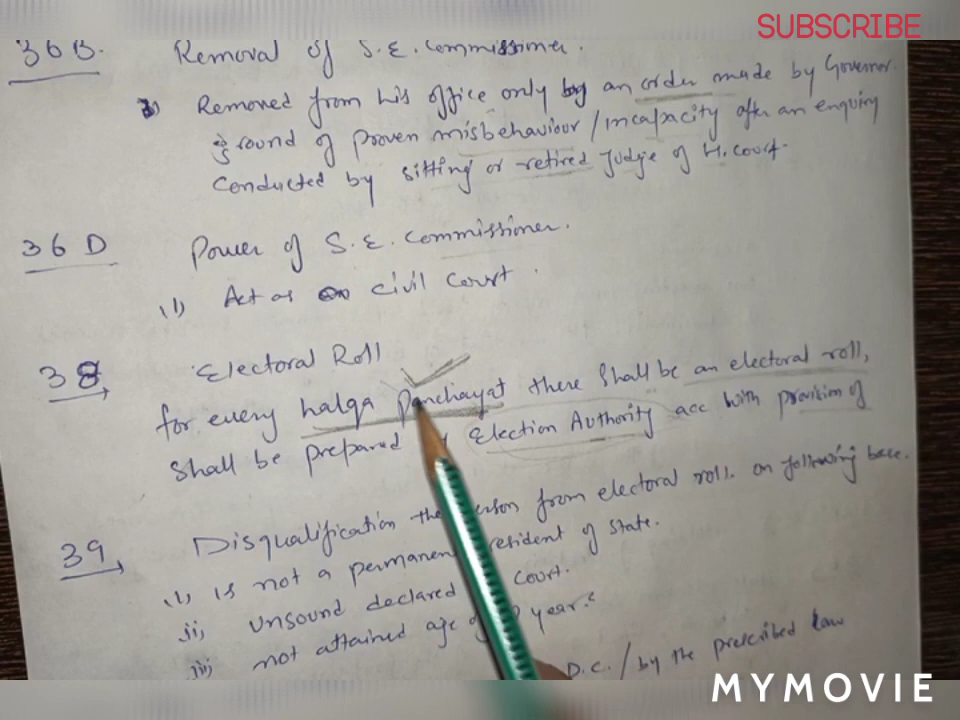 SUBSCRIBE
36B. Removal of S.E. Commissioner.
Removed from his office only by an order made by Governor.
ground of proven misbehaviour / incapacity after an enquiry
conducted by sitting or retired Judge of H. court.
36 D Power of S.E. Commissioner.
(i) Act as civil Court.
38, Electoral Roll
for every halqa panchayat there shall be an electoral roll,
shall be prepared Election Authority acc with provision of
39, Disqualification the from electoral roll. on following base.
(i) is not a permanent resident of state.
ii, unsound declared court.
iii, not attained age of year.
D.C. / by the prescribed law
MYMOVIE